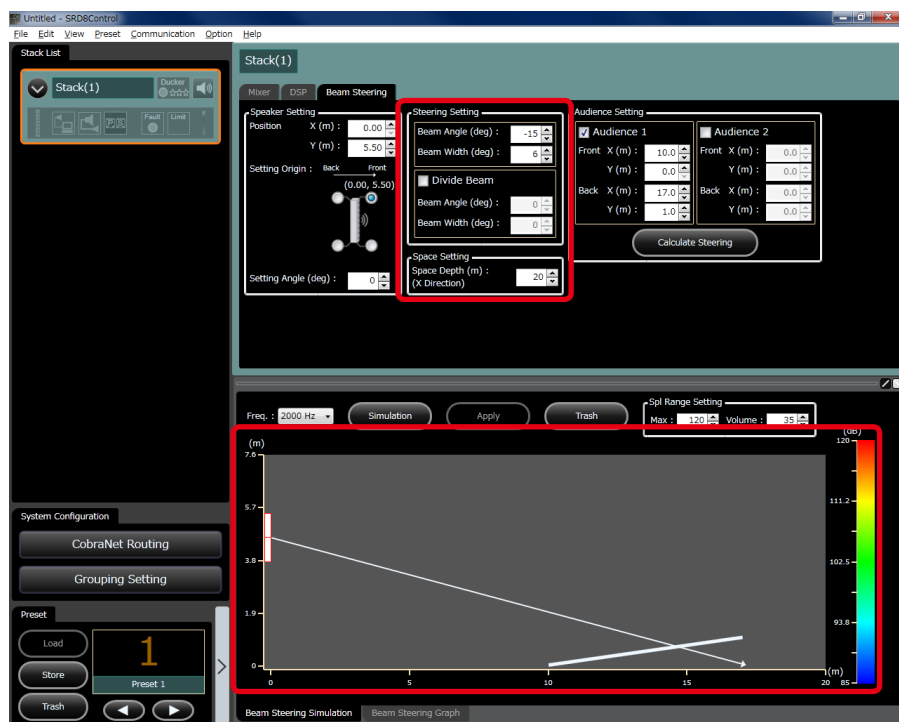 Untitled - SRD8Control
File Edit View Preset Communication Option Help
Stack List
Stack(1)
Ducker
Fault
Limit
System Configuration
CobraNet Routing
Grouping Setting
Preset
Load
Store
Trash
1
Preset 1
Stack(1)
Mixer DSP Beam Steering
Speaker Setting
Position X (m) : 0.00
Y (m) : 5.50
Setting Origin : Back Front
(0.00, 5.50)
Setting Angle (deg) : 0
Steering Setting
Beam Angle (deg) : -15
Beam Width (deg) : 6
Divide Beam
Beam Angle (deg) : 0
Beam Width (deg) : 0
Space Setting
Space Depth (m) : 20
(X Direction)
Audience Setting
Audience 1
Front X (m) : 10.0
Y (m) : 0.0
Back X (m) : 17.0
Y (m) : 1.0
Audience 2
Front X (m) : 0.0
Y (m) : 0.0
Back X (m) : 0.0
Y (m) : 0.0
Calculate Steering
Freq. : 2000 Hz Simulation Apply Trash
Spl Range Setting
Max : 120 Volume : 35
(m)
7.6
5.7
3.8
1.9
0
0 5 10 15 20 (m)
(dB)
120
111.2
102.5
93.8
85
Beam Steering Simulation Beam Steering Graph